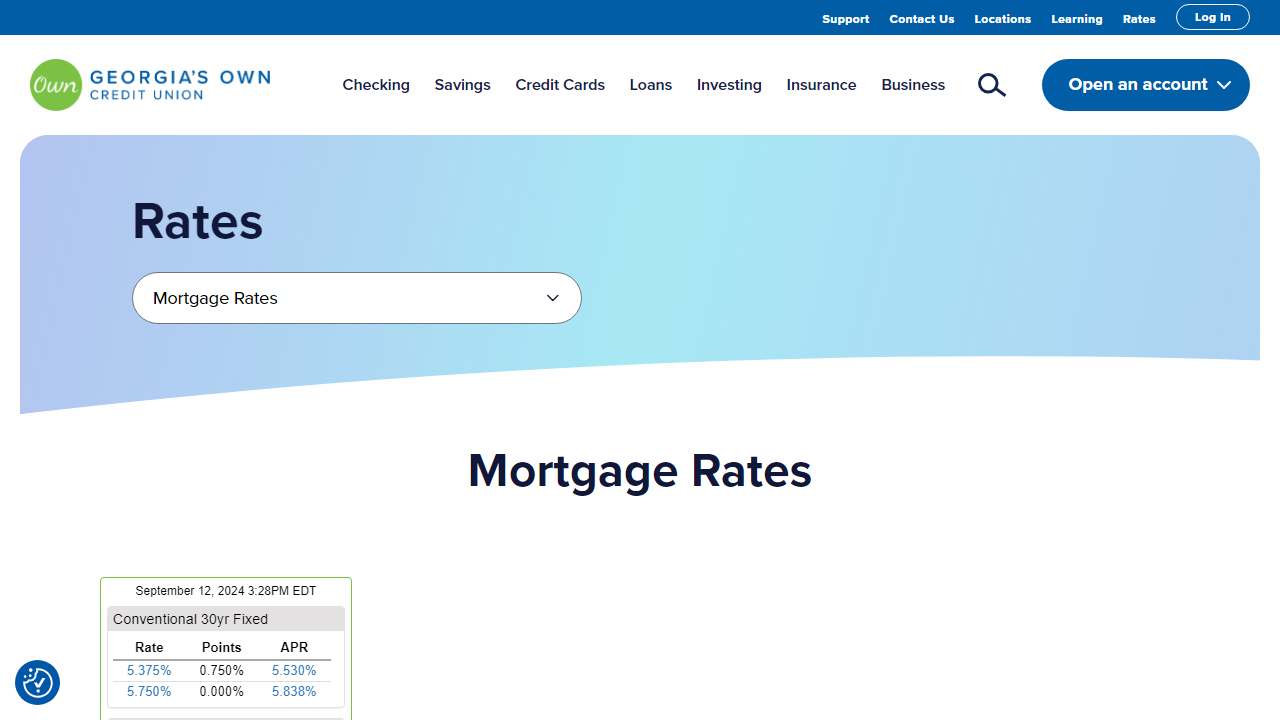 Support Contact Us Locations Learning Rates Log In
Own GEORGIA'S OWN
CREDIT UNION
Checking Savings Credit Cards Loans Investing Insurance Business
Open an account
Rates
Mortgage Rates
Mortgage Rates
September 12, 2024 3:28PM EDT
Conventional 30yr Fixed
Rate Points APR
5.375% 0.750% 5.530%
5.750% 0.000% 5.838%